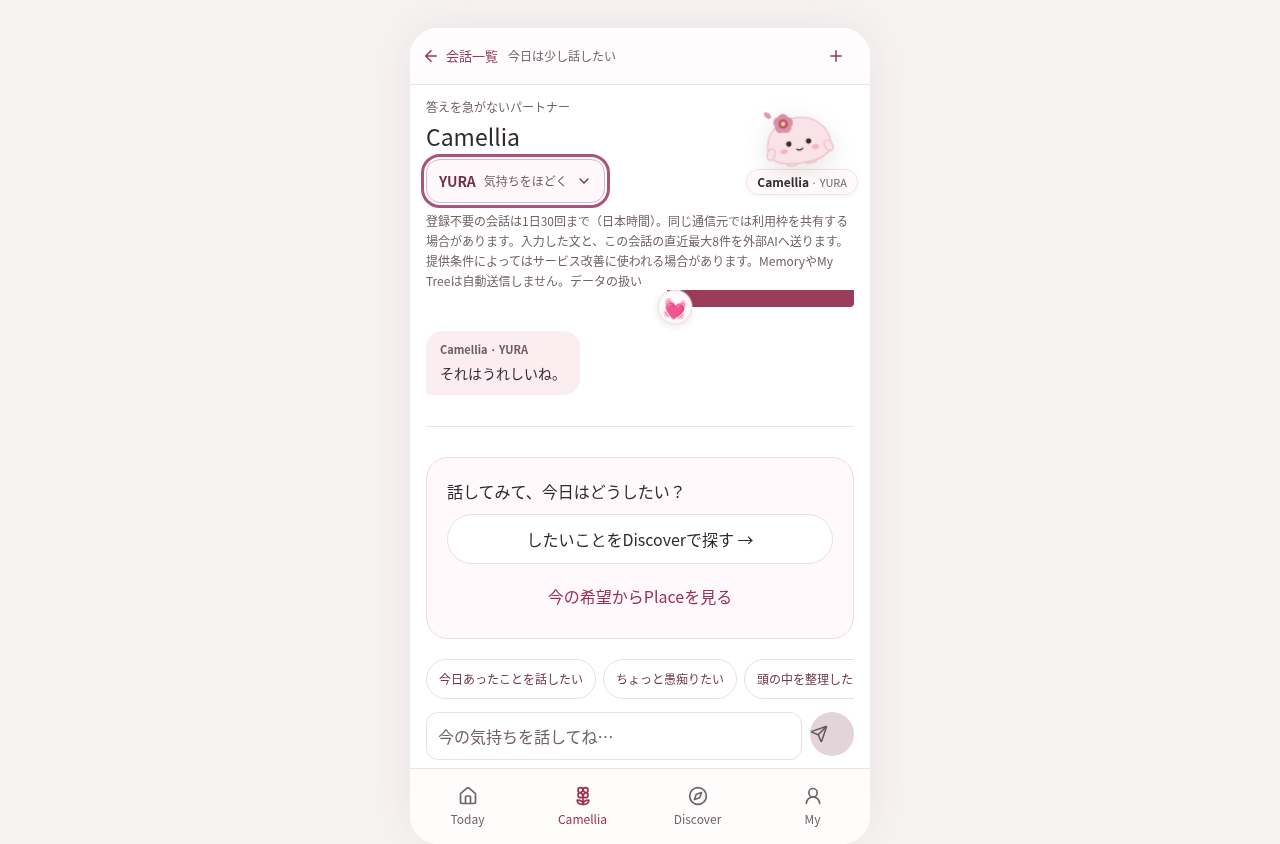 会話一覧 今日は少し話したい
答えを急がないパートナー
Camellia
YURA 気持ちをほどく
Camellia · YURA
登録不要の会話は1日30回まで（日本時間）。同じ通信元では利用枠を共有する
場合があります。入力した文と、この会話の直近最大8件を外部AIへ送ります。
提供条件によってはサービス改善に使われる場合があります。MemoryやMy
Treeは自動送信しません。データの扱い
Camellia · YURA
それはうれしいね。
話してみて、今日はどうしたい？
したいことをDiscoverで探す →
今の希望からPlaceを見る
今日あったことを話したい ちょっと愚痴りたい 頭の中を整理した
今の気持ちを話してね…
Today Camellia Discover My